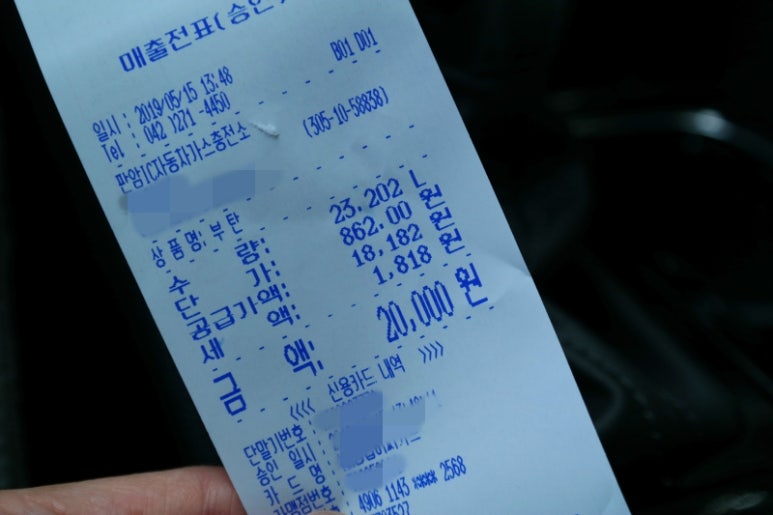 매출전표(승인)
B01 D01
일시 : 2019/05/15 13:48
Tel : 042 )271-4450
판암IC자동차가스충전소 (305-10-58838)
상 품 명: 부 탄
수 량: 23.202 L
단 가: 862.00 원
공급가액: 18,182 원
세 액: 1,818 원
금 액: 20,000 원
<<<< 신용카드 내역 >>>>
단말기번호 :
승인 일시 :
카 드 명 :
: 4906 1143 **** 2568